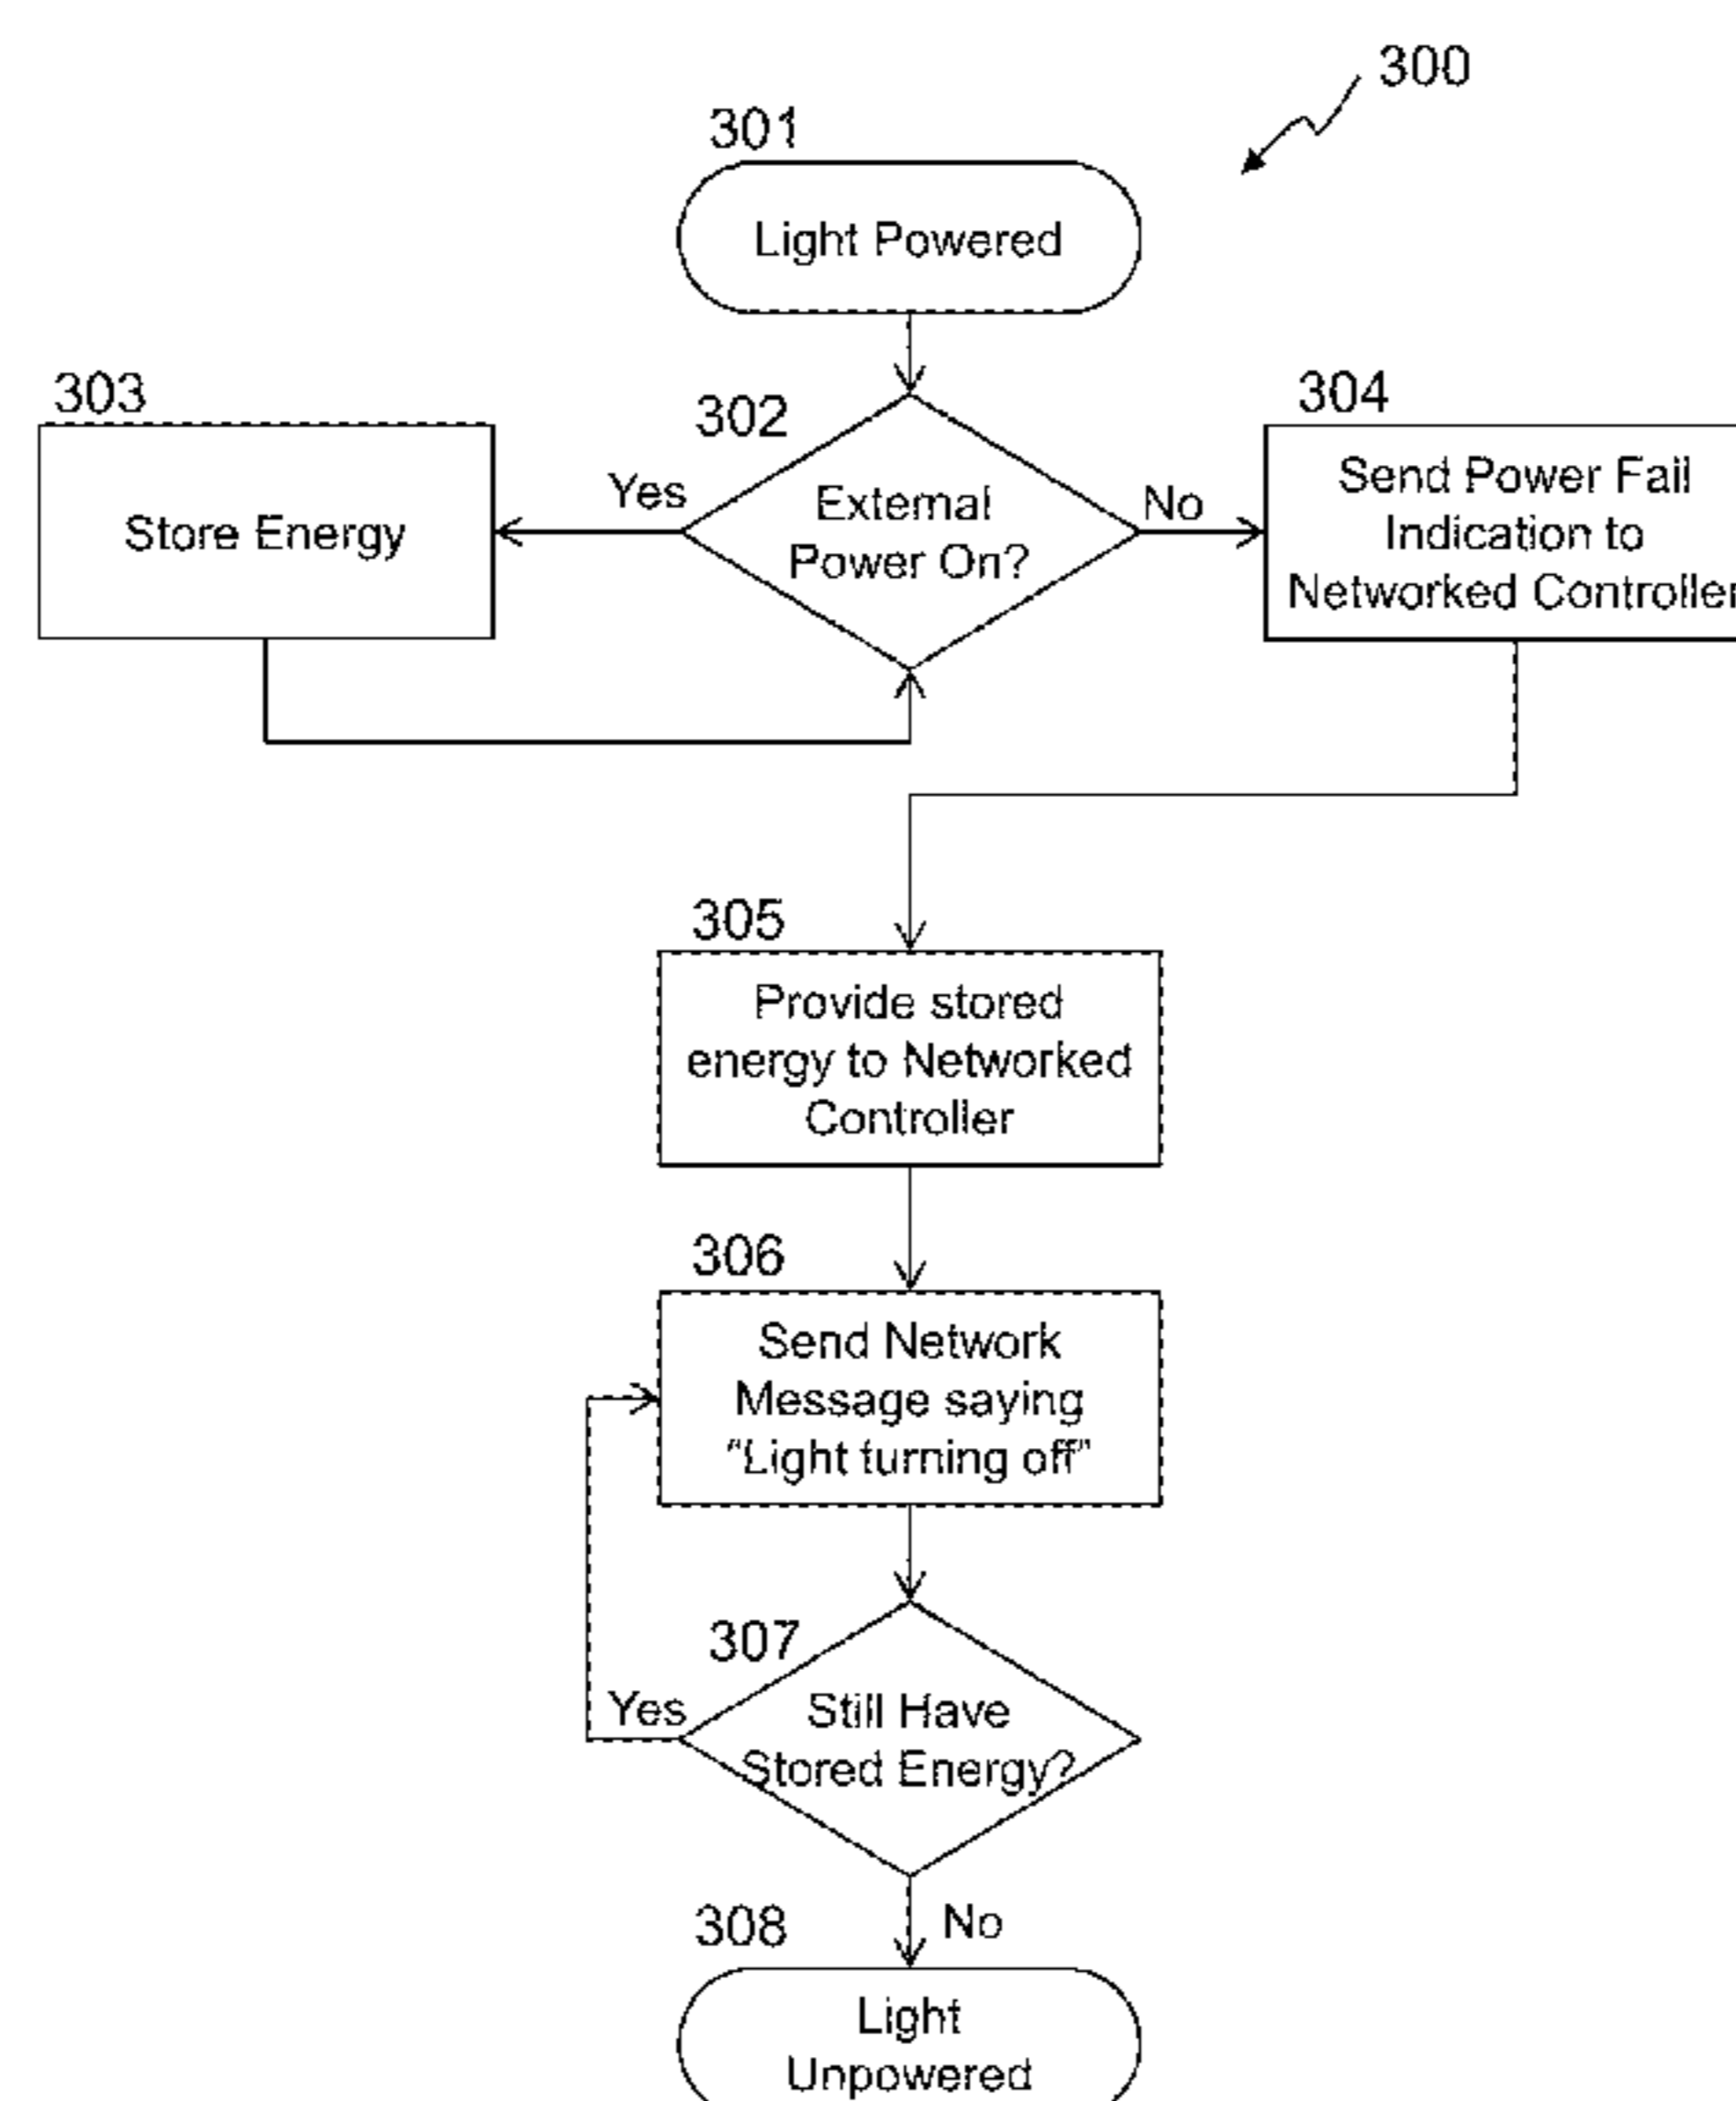 300
301
Light Powered
303
302
304
Store Energy
Yes
External
Power On?
No
Send Power Fail
Indication to
Networked Controller
305
Provide stored
energy to Networked
Controller
306
Send Network
Message saying
“Light turning off”
307
Yes
Still Have
Stored Energy?
308
No
Light
Unpowered